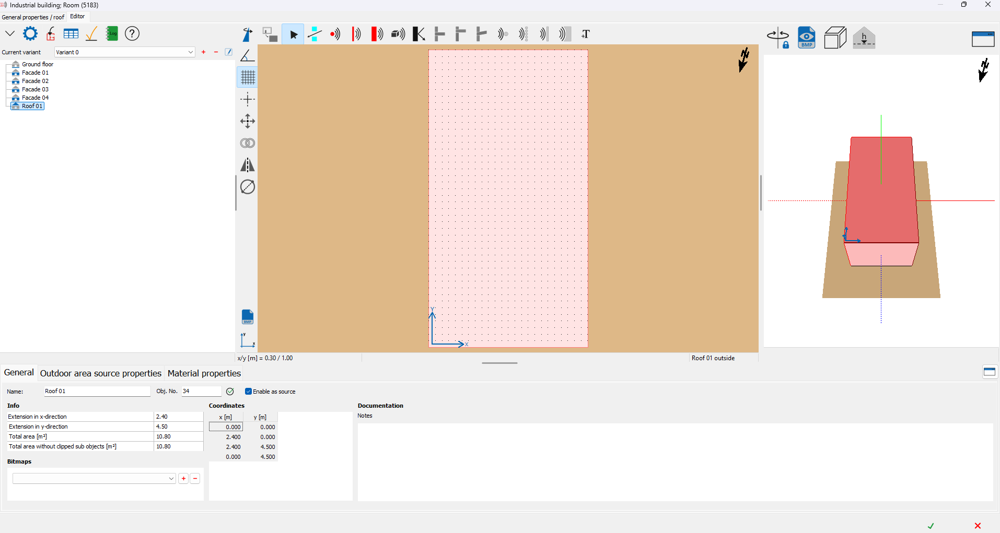 Industrial building; Room (5183)
General properties / roof
Editor
Log
?
T
h
BMP
Current variant
Variant 0
Ground floor
Facade 01
Facade 02
Facade 03
Facade 04
Roof 01
N
N
BMP
y
x
Y
X
x/y [m] = 0.30 / 1.00
Roof 01 outside
General
Outdoor area source properties
Material properties
Name:
Roof 01
Obj. No.
34
Enable as source
Info
Coordinates
Documentation
Extension in x-direction
2.40
x [m]
y [m]
Notes
Extension in y-direction
4.50
0.000
0.000
Total area [m²]
10.80
2.400
0.000
Total area without clipped sub objects [m²]
10.80
2.400
4.500
0.000
4.500
Bitmaps